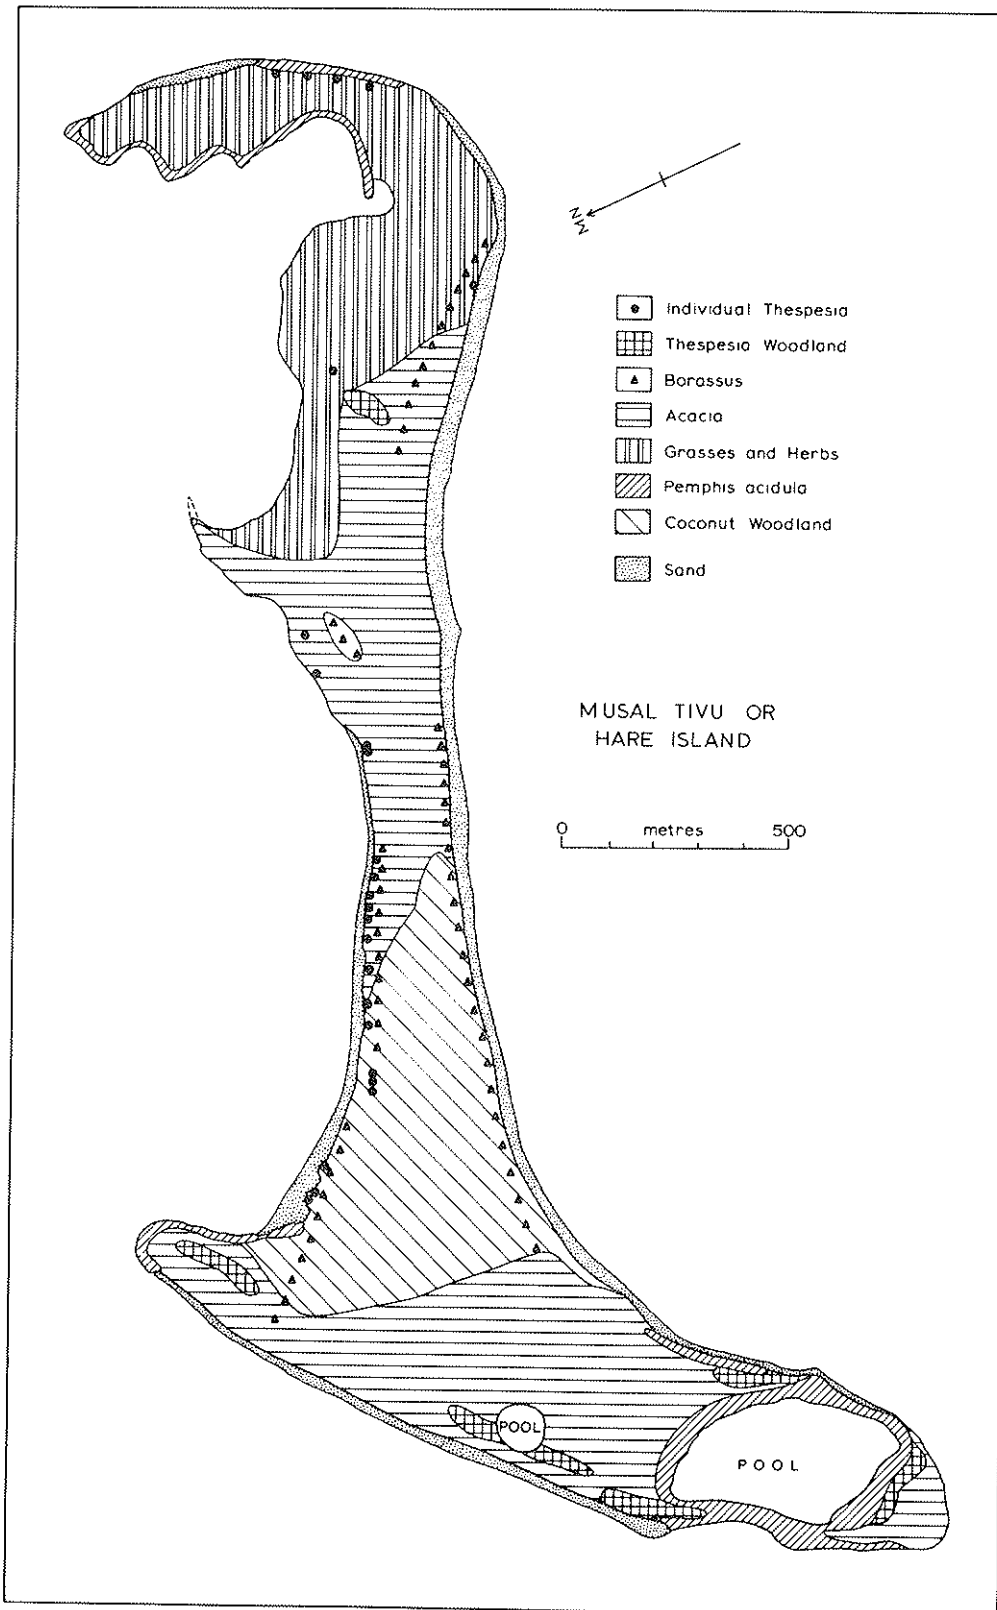 N
M
Individual Thespesia
Thespesia Woodland
Borassus
Acacia
Grasses and Herbs
Pemphis acidula
Coconut Woodland
Sand
MUSAL TIVU OR
HARE ISLAND
0 metres 500
POOL
POOL